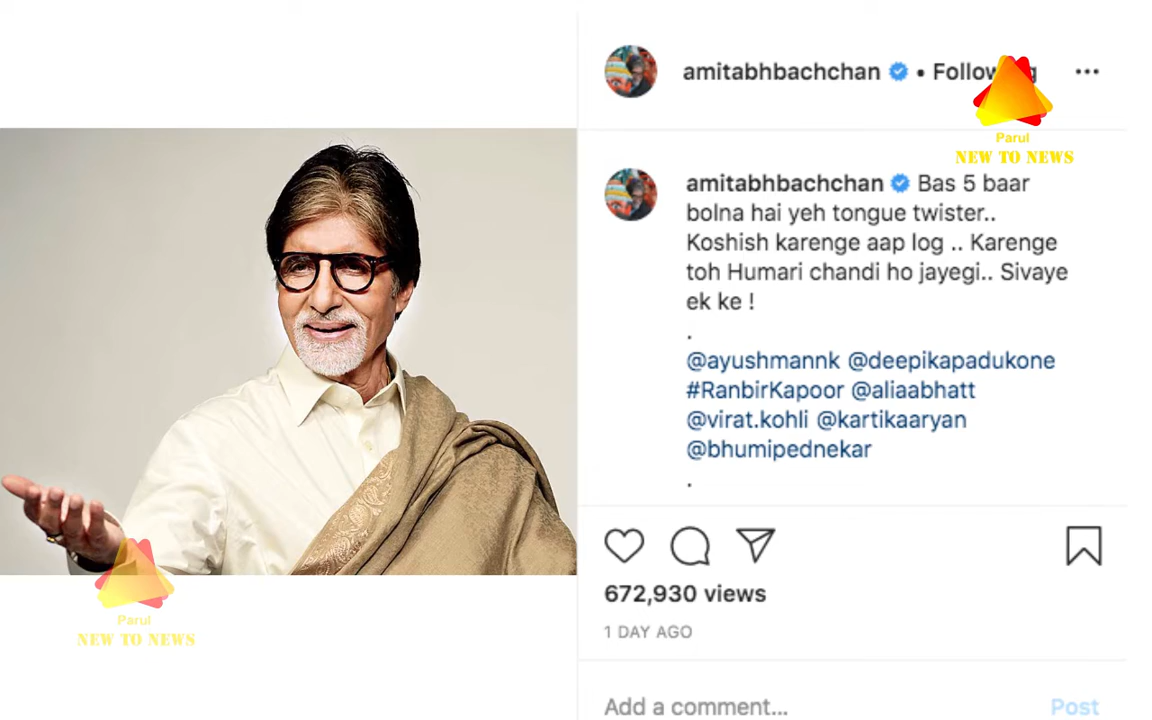 amitabhbachchan • Following
Parul
NEW TO NEWS
amitabhbachchan Bas 5 baar
bolna hai yeh tongue twister..
Koshish karenge aap log .. Karenge
toh Humari chandi ho jayegi.. Sivaye
ek ke !
.
@ayushmannk @deepikapadukone
#RanbirKapoor @aliaabhatt
@virat.kohli @kartikaaryan
@bhumipednekar
.
672,930 views
1 DAY AGO
Add a comment... Post
Parul
NEW TO NEWS